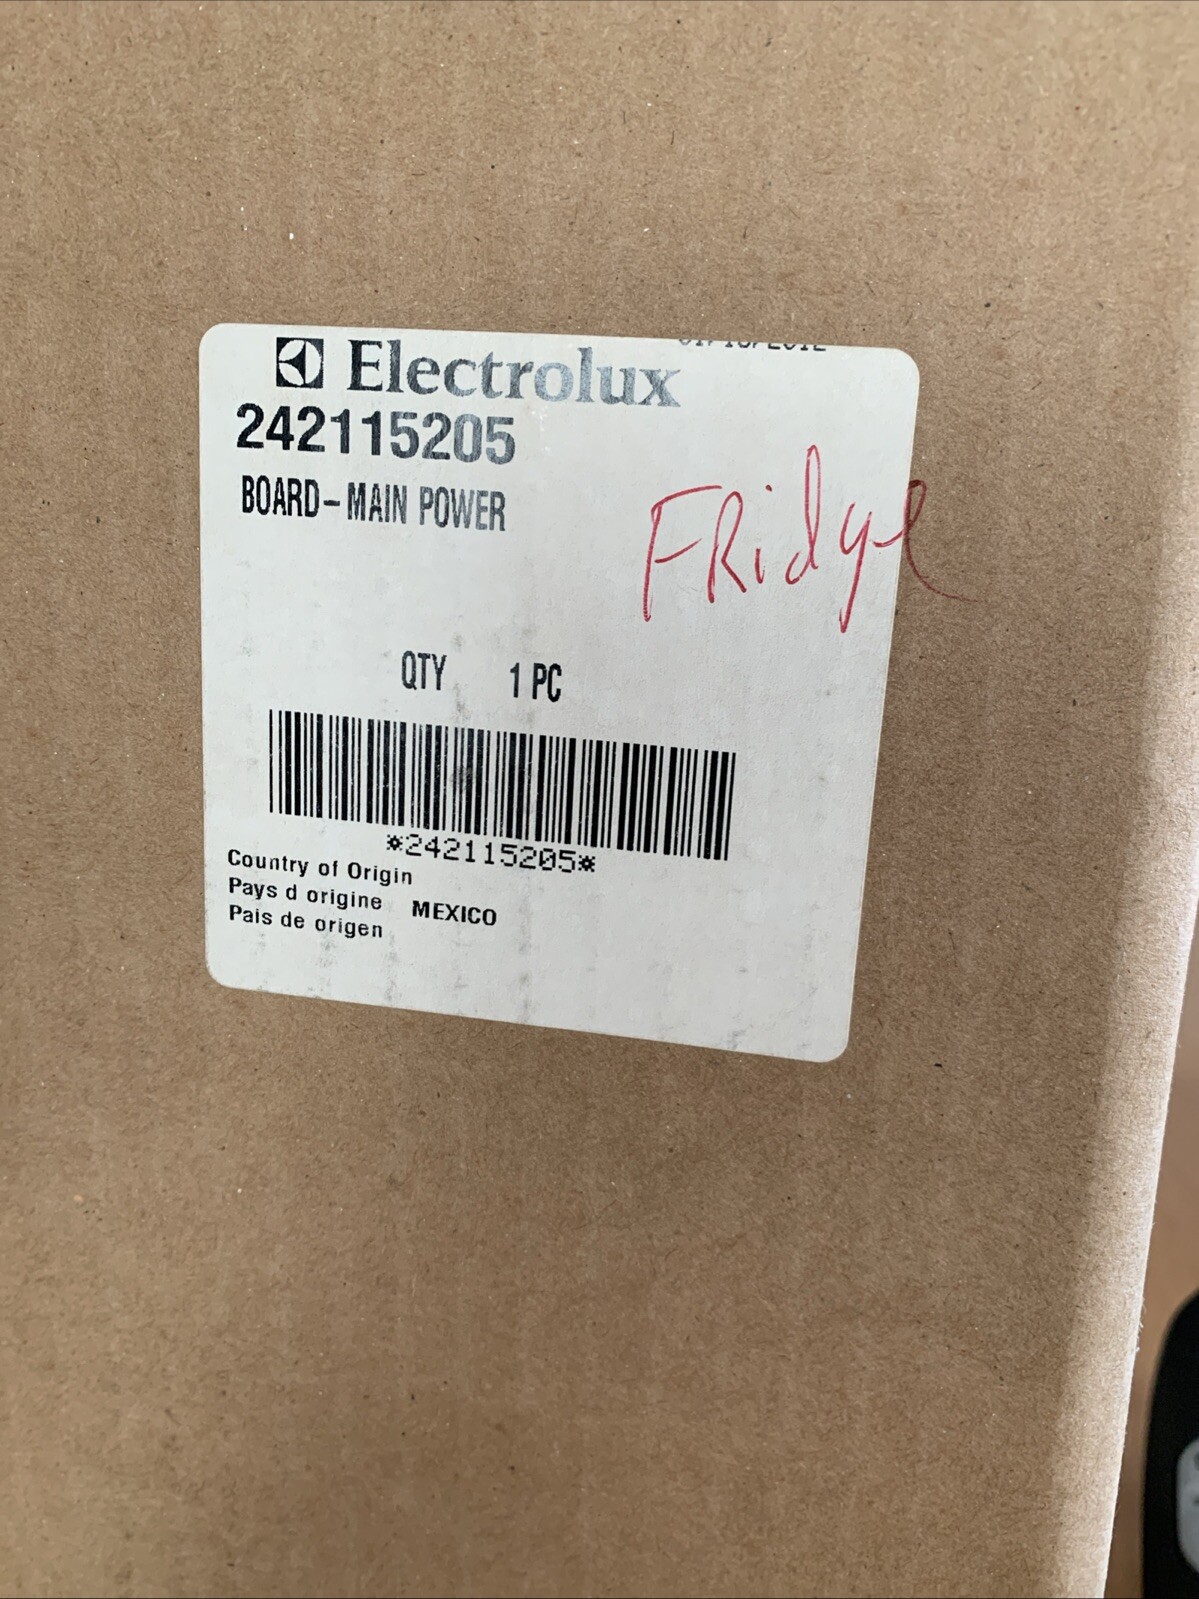 Electrolux
242115205
BOARD-MAIN POWER
FRidge
QTY 1 PC
*242115205*
Country of Origin
Pays d origine MEXICO
Pais de origen